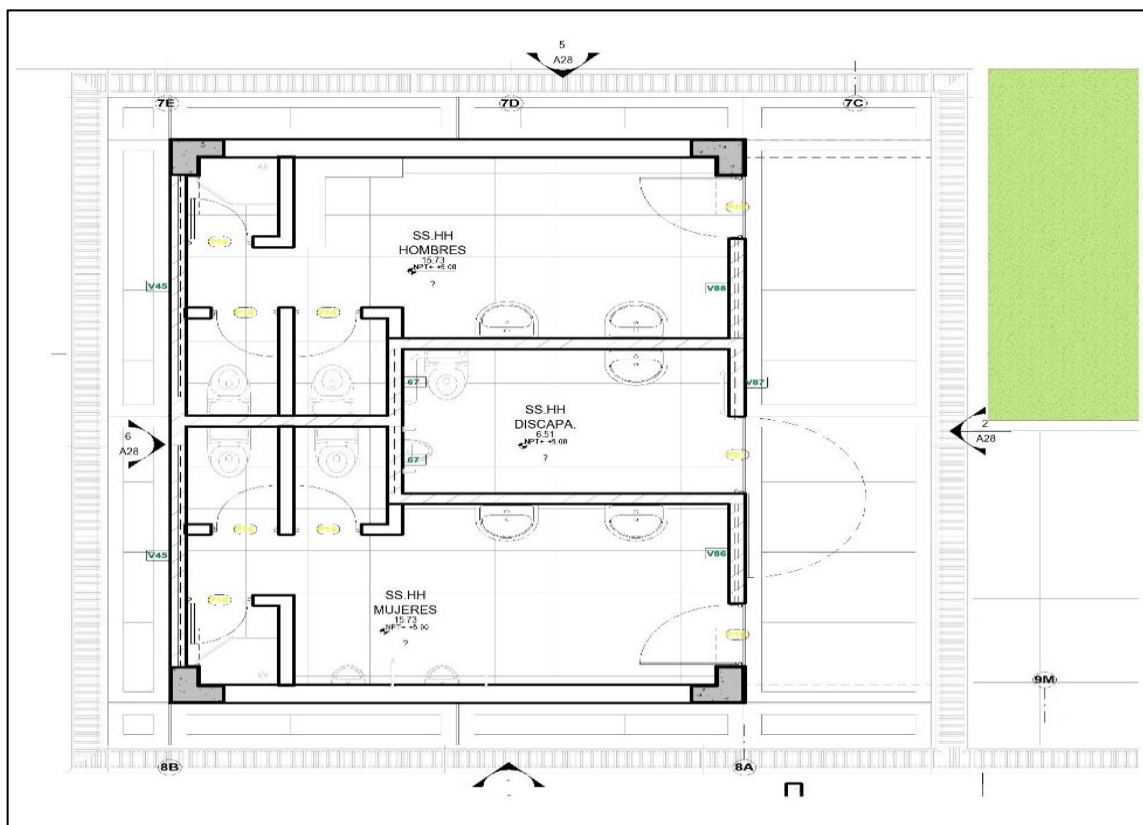 5
A28
7E
7D
7C
SS.HH
HOMBRES
15.73
NPT+ +5.00
?
V45
V88
67
V87
SS.HH
DISCAPA.
6.51
NPT+ +5.00
?
6
A28
2
A28
67
V45
V86
SS.HH
MUJERES
15.73
NPT+ +5.00
?
9M
8B
8A